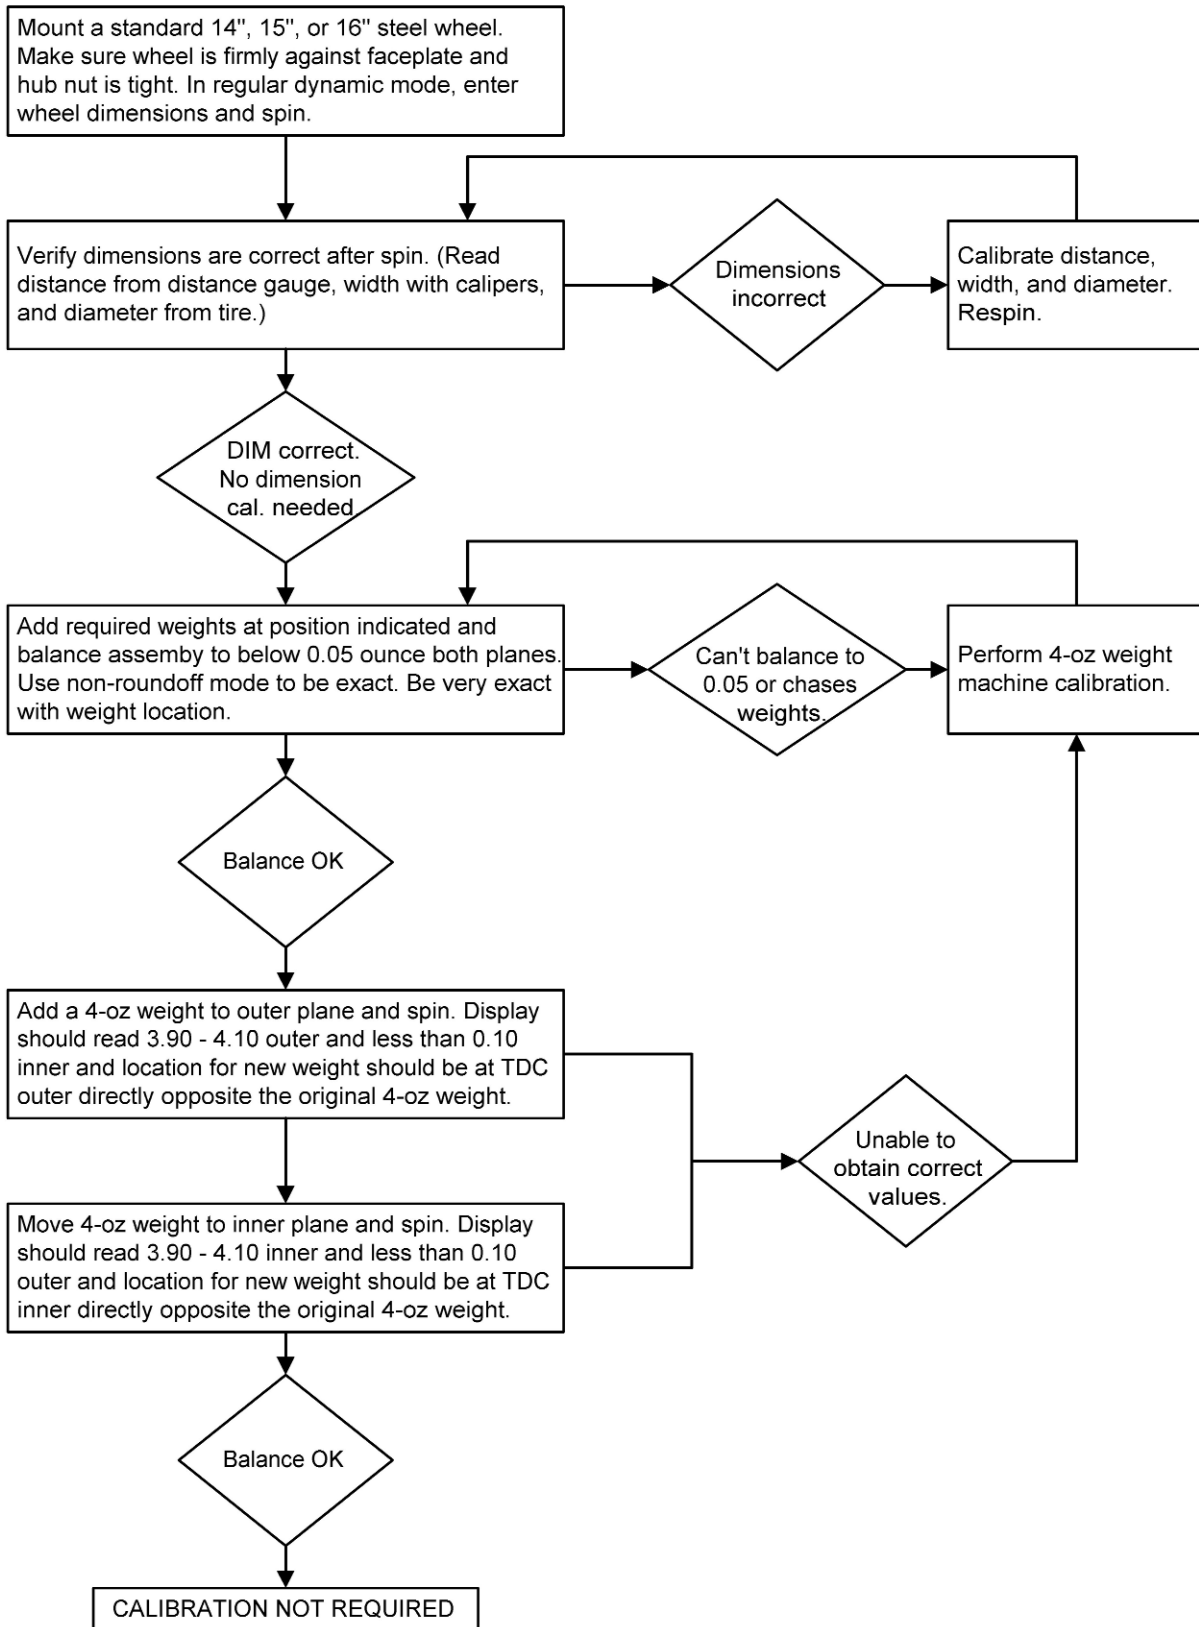 Mount a standard 14", 15", or 16" steel wheel.
Make sure wheel is firmly against faceplate and
hub nut is tight. In regular dynamic mode, enter
wheel dimensions and spin.
Verify dimensions are correct after spin. (Read
distance from distance gauge, width with calipers,
and diameter from tire.)
Dimensions
incorrect
Calibrate distance,
width, and diameter.
Respin.
DIM correct.
No dimension
cal. needed.
Add required weights at position indicated and
balance assemby to below 0.05 ounce both planes.
Use non-roundoff mode to be exact. Be very exact
with weight location.
Can't balance to
0.05 or chases
weights.
Perform 4-oz weight
machine calibration.
Balance OK
Add a 4-oz weight to outer plane and spin. Display
should read 3.90 - 4.10 outer and less than 0.10
inner and location for new weight should be at TDC
outer directly opposite the original 4-oz weight.
Unable to
obtain correct
values.
Move 4-oz weight to inner plane and spin. Display
should read 3.90 - 4.10 inner and less than 0.10
outer and location for new weight should be at TDC
inner directly opposite the original 4-oz weight.
Balance OK
CALIBRATION NOT REQUIRED